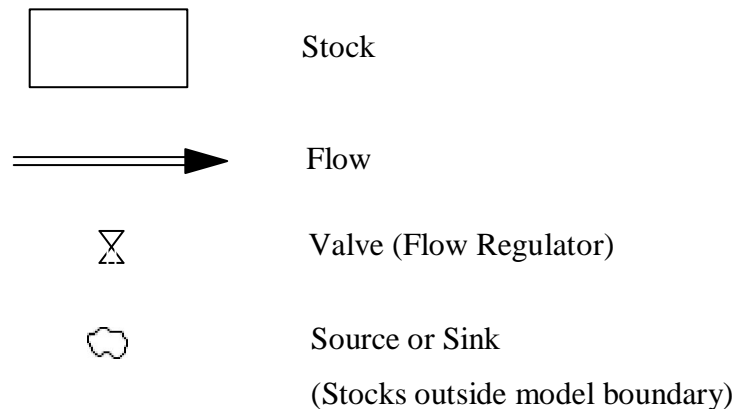 Stock
Flow
Valve (Flow Regulator)
Source or Sink
(Stocks outside model boundary)